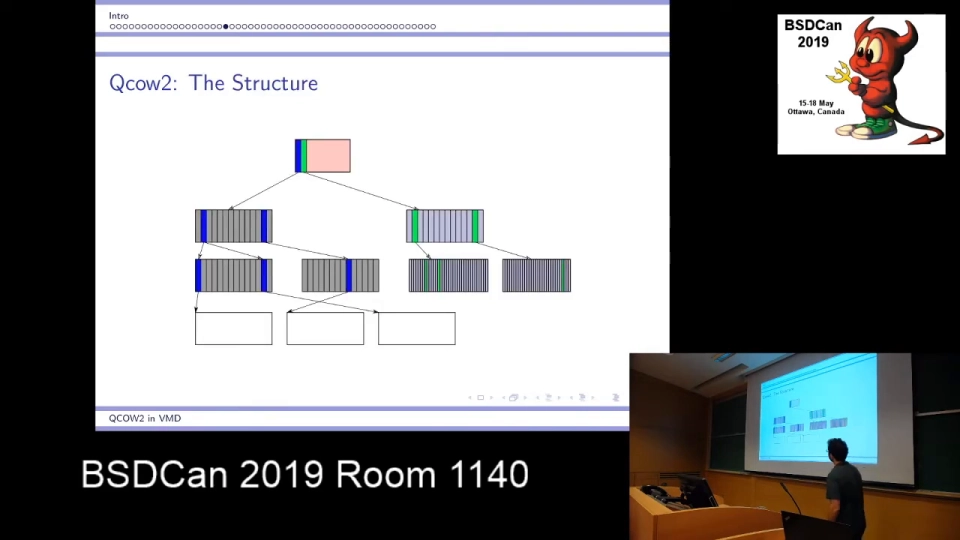 Intro
Qcow2: The Structure
QCOW2 in VMD
BSDCan
2019
15-18 May
Ottawa, Canada
BSDCan 2019 Room 1140